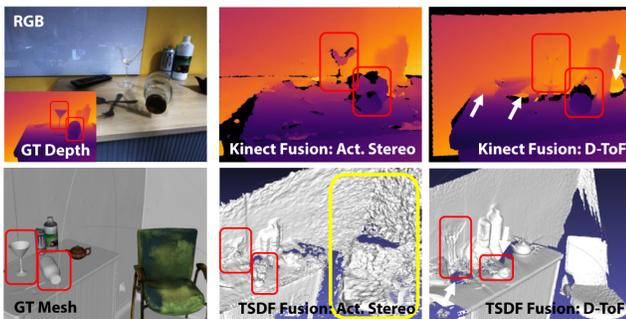 RGB
GT Depth
Kinect Fusion: Act. Stereo
Kinect Fusion: D-ToF
GT Mesh
TSDF Fusion: Act. Stereo
TSDF Fusion: D-ToF